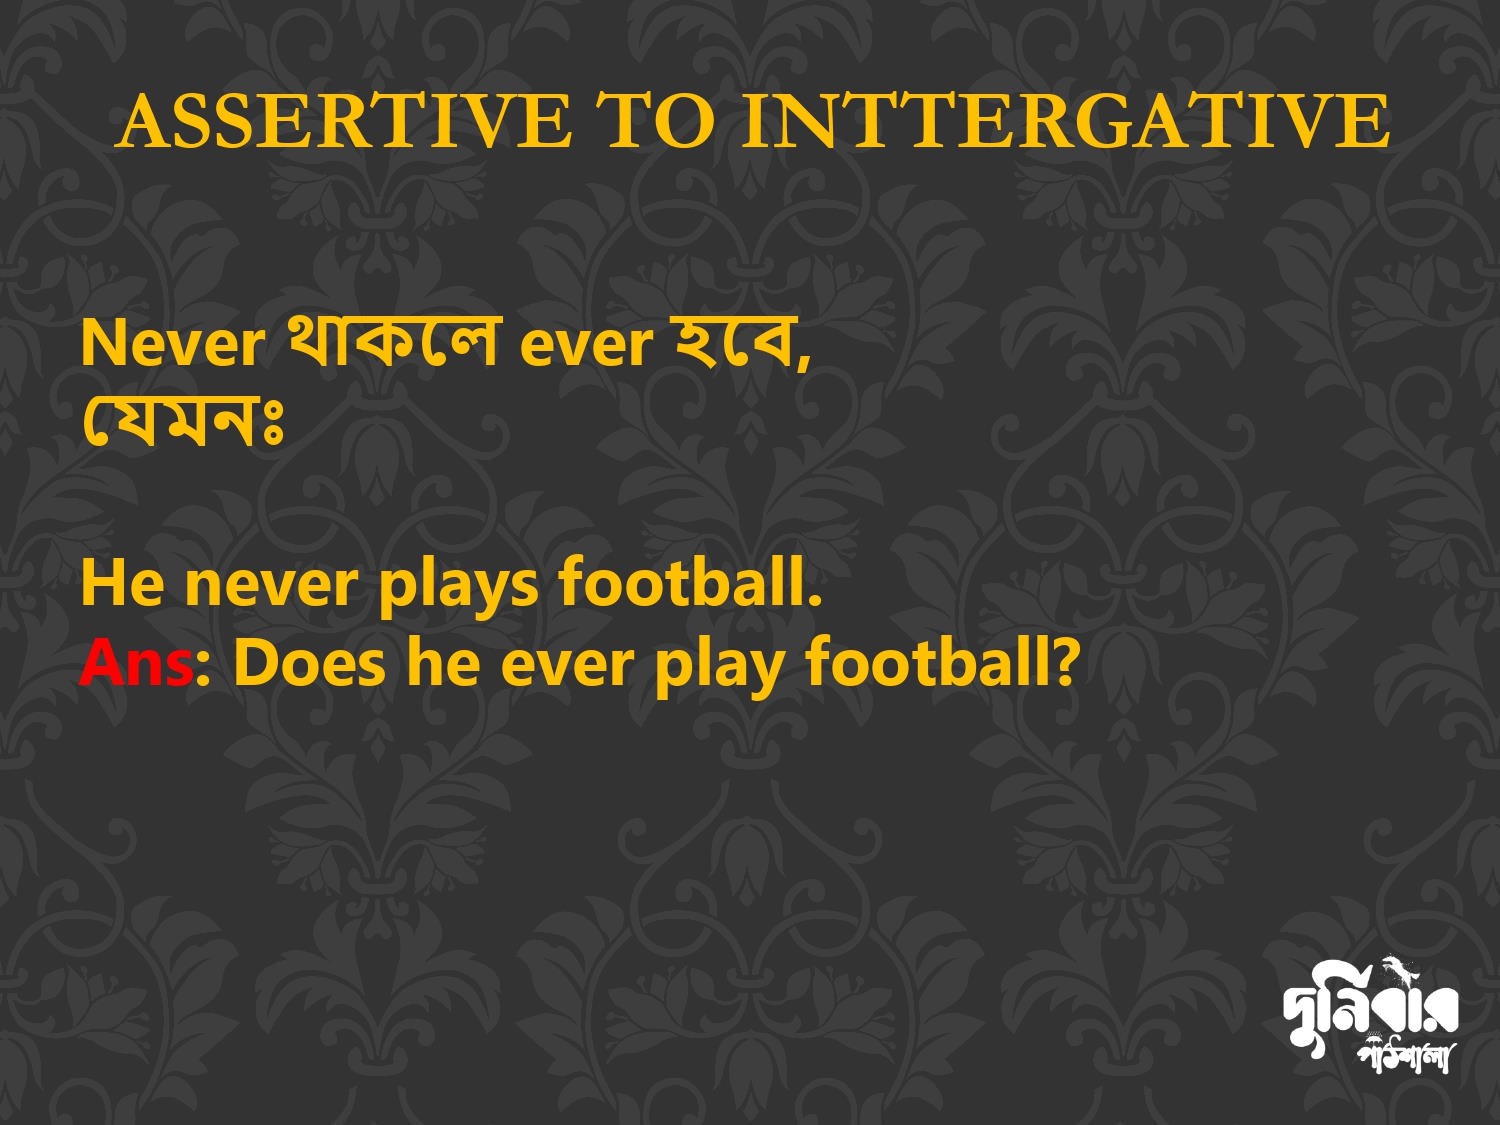 ASSERTIVE TO INTTERGATIVE
Never থাকলে ever হবে,
যেমনঃ
He never plays football.
Ans: Does he ever play football?
দুর্নিবার
পাঠশালা